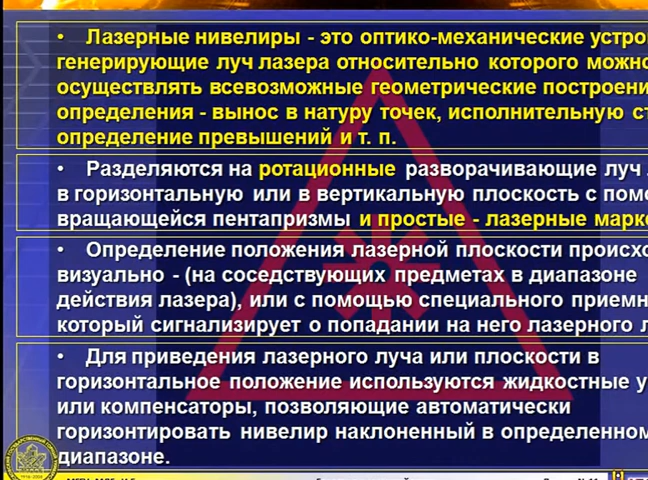 • Лазерные нивелиры - это оптико-механические устро
генерирующие луч лазера относительно которого можно
осуществлять всевозможные геометрические построени
определения - вынос в натуру точек, исполнительную с
определение превышений и т. п.
• Разделяются на ротационные разворачивающие луч
в горизонтальную или в вертикальную плоскость с пом
вращающейся пентапризмы и простые - лазерные марк
• Определение положения лазерной плоскости происхо
визуально - (на соседствующих предметах в диапазоне
действия лазера), или с помощью специального приемн
который сигнализирует о попадании на него лазерного л
• Для приведения лазерного луча или плоскости в
горизонтальное положение используются жидкостные у
или компенсаторы, позволяющие автоматически
горизонтировать нивелир наклоненный в определенном
диапазоне.